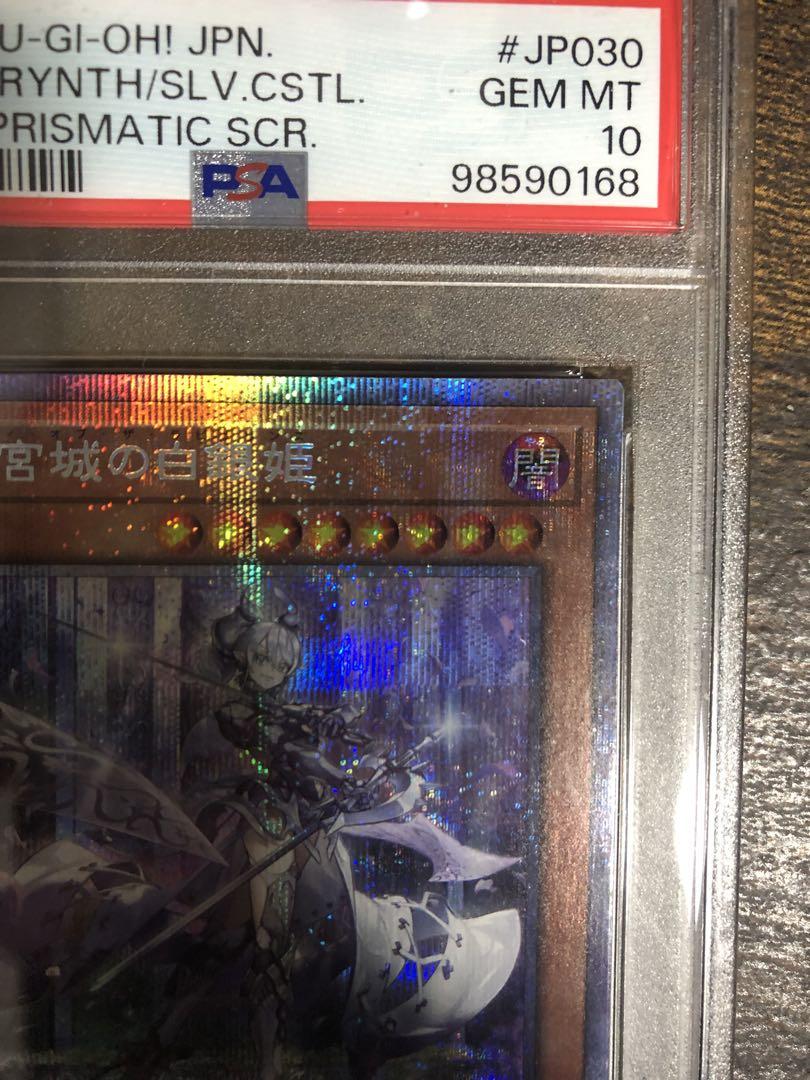 U-GI-OH! JPN. #JP030
RYNTH/SLV.CSTL. GEM MT
PRISMATIC SCR. 10
PSA 98590168
宮城の白銀姫 闇